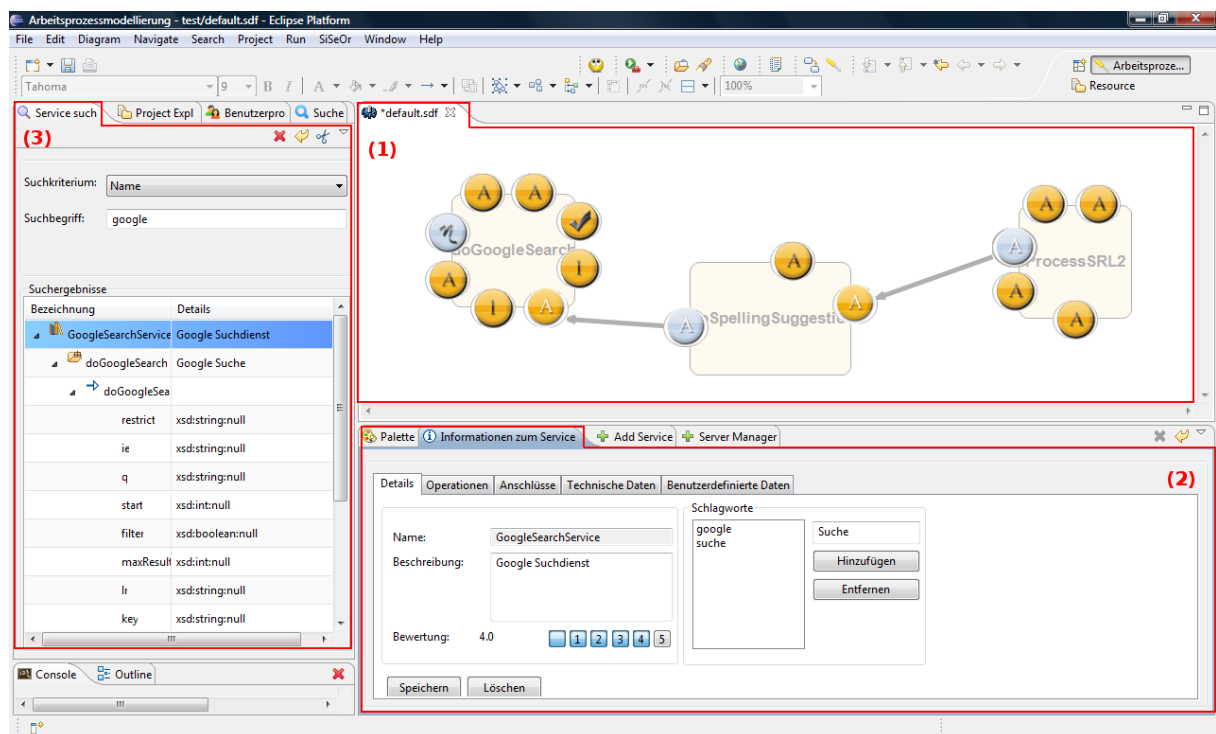 Arbeitsprozessmodellierung - test/default.sdf - Eclipse Platform
File Edit Diagram Navigate Search Project Run SiSeOr Window Help
Arbeitsproze...
Tahoma 9 B I A 100% Resource
Service such Project Expl Benutzerpro Suche
*default.sdf
(3)
(1)
Suchkriterium: Name
Suchbegriff: google
Suchergebnisse
Bezeichnung Details
GoogleSearchService Google Suchdienst
doGoogleSearch Google Suche
doGoogleSea
restrict xsd:string:null
ie xsd:string:null
q xsd:string:null
start xsd:int:null
filter xsd:boolean:null
maxResult xsd:int:null
lr xsd:string:null
key xsd:string:null
Console Outline
A A
n
doGoogleSearch
A I
I A
A
SpellingSuggestic
A A
A A
A rocessSRL2
A
A
Palette Informationen zum Service Add Service Server Manager
(2)
Details Operationen Anschlüsse Technische Daten Benutzerdefinierte Daten
Name: GoogleSearchService
Beschreibung: Google Suchdienst
Bewertung: 4.0 1 2 3 4 5
Schlagworte
google
suche
Suche
Hinzufügen
Entfernen
Speichern Löschen